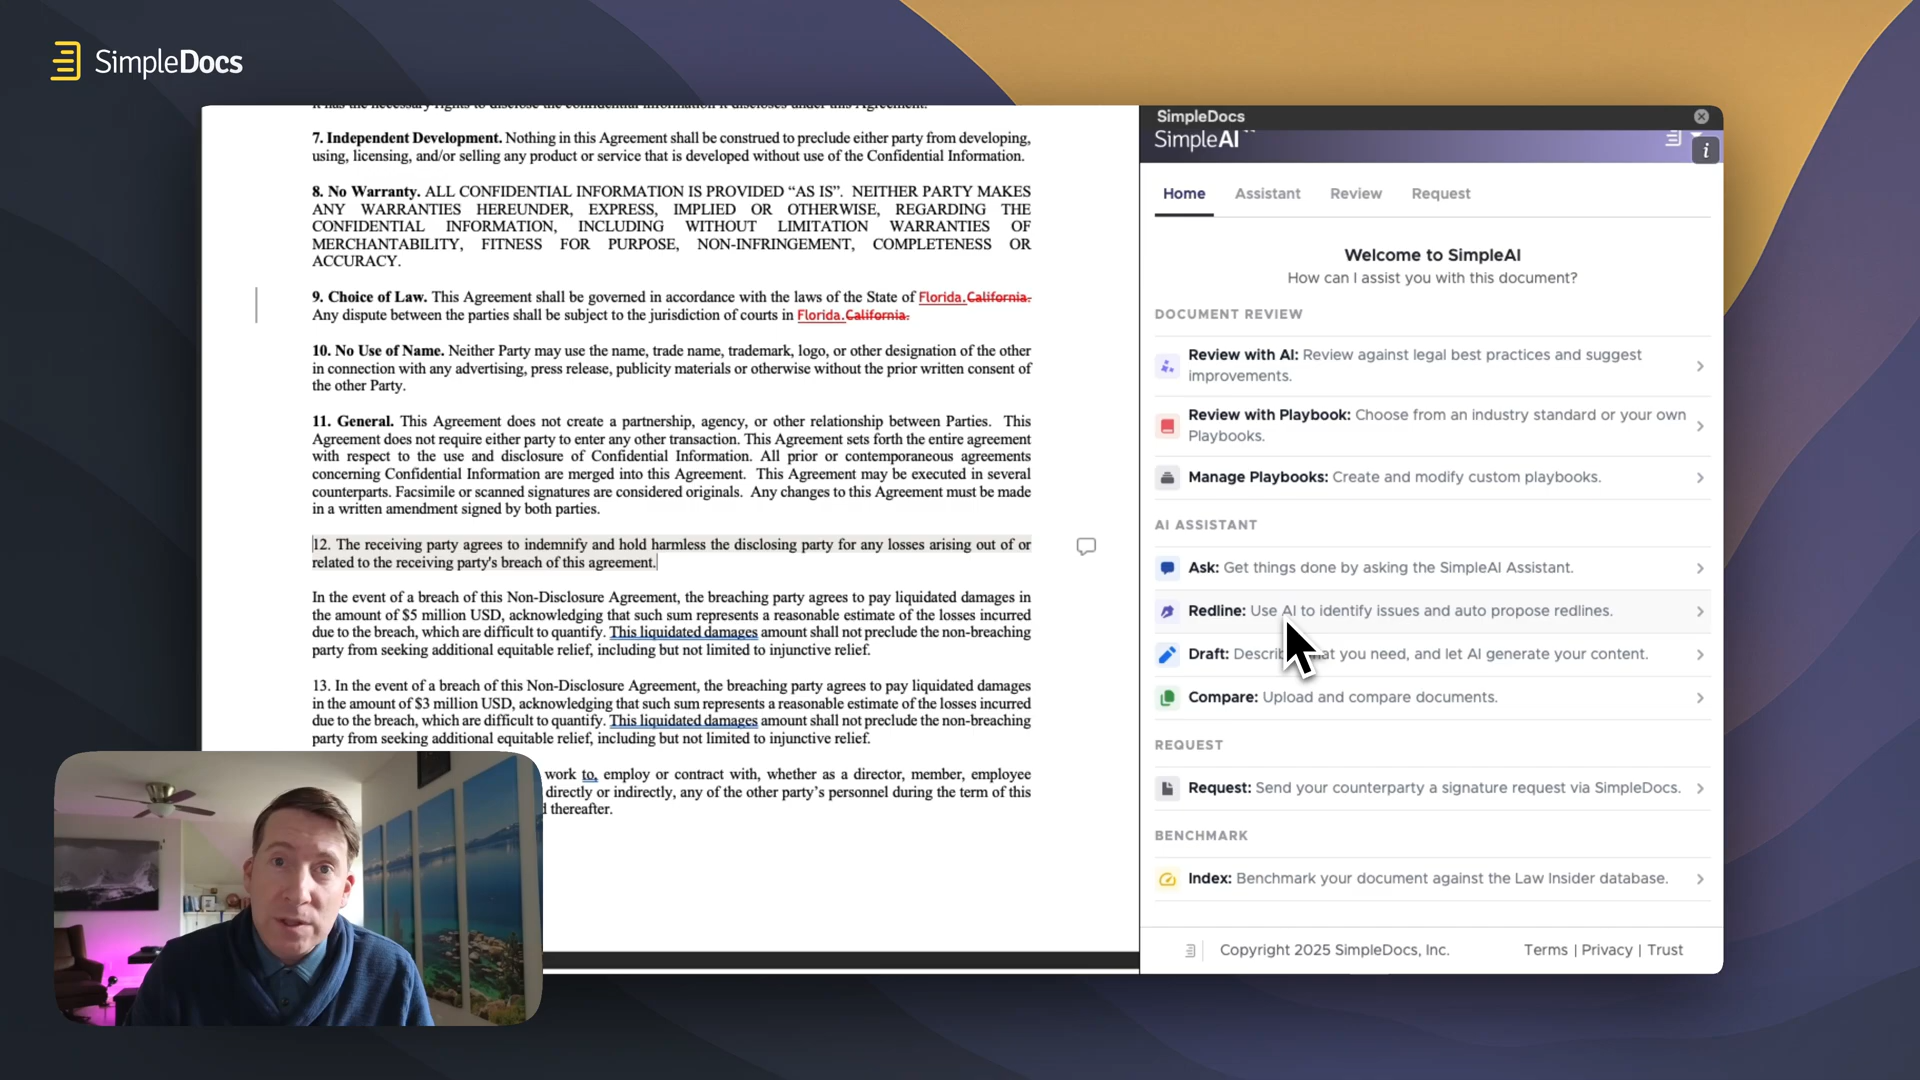 SimpleDocs
it has the necessary rights to disclose the confidential information it discloses under this Agreement.
7. Independent Development. Nothing in this Agreement shall be construed to preclude either party from developing,
using, licensing, and/or selling any product or service that is developed without use of the Confidential Information.
8. No Warranty. ALL CONFIDENTIAL INFORMATION IS PROVIDED “AS IS”. NEITHER PARTY MAKES
ANY WARRANTIES HEREUNDER, EXPRESS, IMPLIED OR OTHERWISE, REGARDING THE
CONFIDENTIAL INFORMATION, INCLUDING WITHOUT LIMITATION WARRANTIES OF
MERCHANTABILITY, FITNESS FOR PURPOSE, NON-INFRINGEMENT, COMPLETENESS OR
ACCURACY.
9. Choice of Law. This Agreement shall be governed in accordance with the laws of the State of Florida.California.
Any dispute between the parties shall be subject to the jurisdiction of courts in Florida.California.
10. No Use of Name. Neither Party may use the name, trade name, trademark, logo, or other designation of the other
in connection with any advertising, press release, publicity materials or otherwise without the prior written consent of
the other Party.
11. General. This Agreement does not create a partnership, agency, or other relationship between Parties. This
Agreement does not require either party to enter any other transaction. This Agreement sets forth the entire agreement
with respect to the use and disclosure of Confidential Information. All prior or contemporaneous agreements
concerning Confidential Information are merged into this Agreement. This Agreement may be executed in several
counterparts. Facsimile or scanned signatures are considered originals. Any changes to this Agreement must be made
in a written amendment signed by both parties.
12. The receiving party agrees to indemnify and hold harmless the disclosing party for any losses arising out of or
related to the receiving party's breach of this agreement.
In the event of a breach of this Non-Disclosure Agreement, the breaching party agrees to pay liquidated damages in
the amount of $5 million USD, acknowledging that such sum represents a reasonable estimate of the losses incurred
due to the breach, which are difficult to quantify. This liquidated damages amount shall not preclude the non-breaching
party from seeking additional equitable relief, including but not limited to injunctive relief.
13. In the event of a breach of this Non-Disclosure Agreement, the breaching party agrees to pay liquidated damages
in the amount of $3 million USD, acknowledging that such sum represents a reasonable estimate of the losses incurred
due to the breach, which are difficult to quantify. This liquidated damages amount shall not preclude the non-breaching
party from seeking additional equitable relief, including but not limited to injunctive relief.
work to, employ or contract with, whether as a director, member, employee
directly or indirectly, any of the other party’s personnel during the term of this
thereafter.
SimpleDocs
SimpleAI
Home Assistant Review Request
Welcome to SimpleAI
How can I assist you with this document?
DOCUMENT REVIEW
Review with AI: Review against legal best practices and suggest
improvements.
Review with Playbook: Choose from an industry standard or your own
Playbooks.
Manage Playbooks: Create and modify custom playbooks.
AI ASSISTANT
Ask: Get things done by asking the SimpleAI Assistant.
Redline: Use AI to identify issues and auto propose redlines.
Draft: you need, and let AI generate your content.
Compare: Upload and compare documents.
REQUEST
Request: Send your counterparty a signature request via SimpleDocs.
BENCHMARK
Index: Benchmark your document against the Law Insider database.
Copyright 2025 SimpleDocs, Inc. Terms | Privacy | Trust